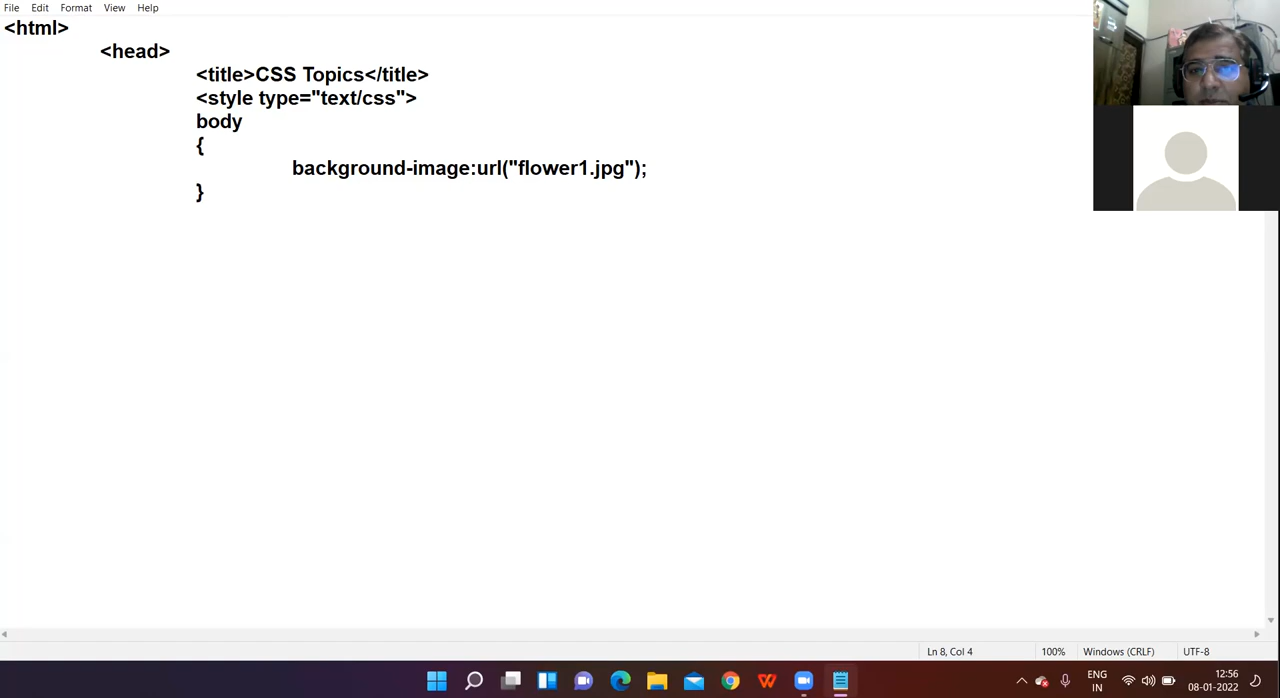 File Edit Format View Help
<html>
<head>
<title>CSS Topics</title>
<style type="text/css">
body
{
background-image:url("flower1.jpg");
}
Ln 8, Col 4 100% Windows (CRLF) UTF-8
ENG 12:56
IN 08-01-2022